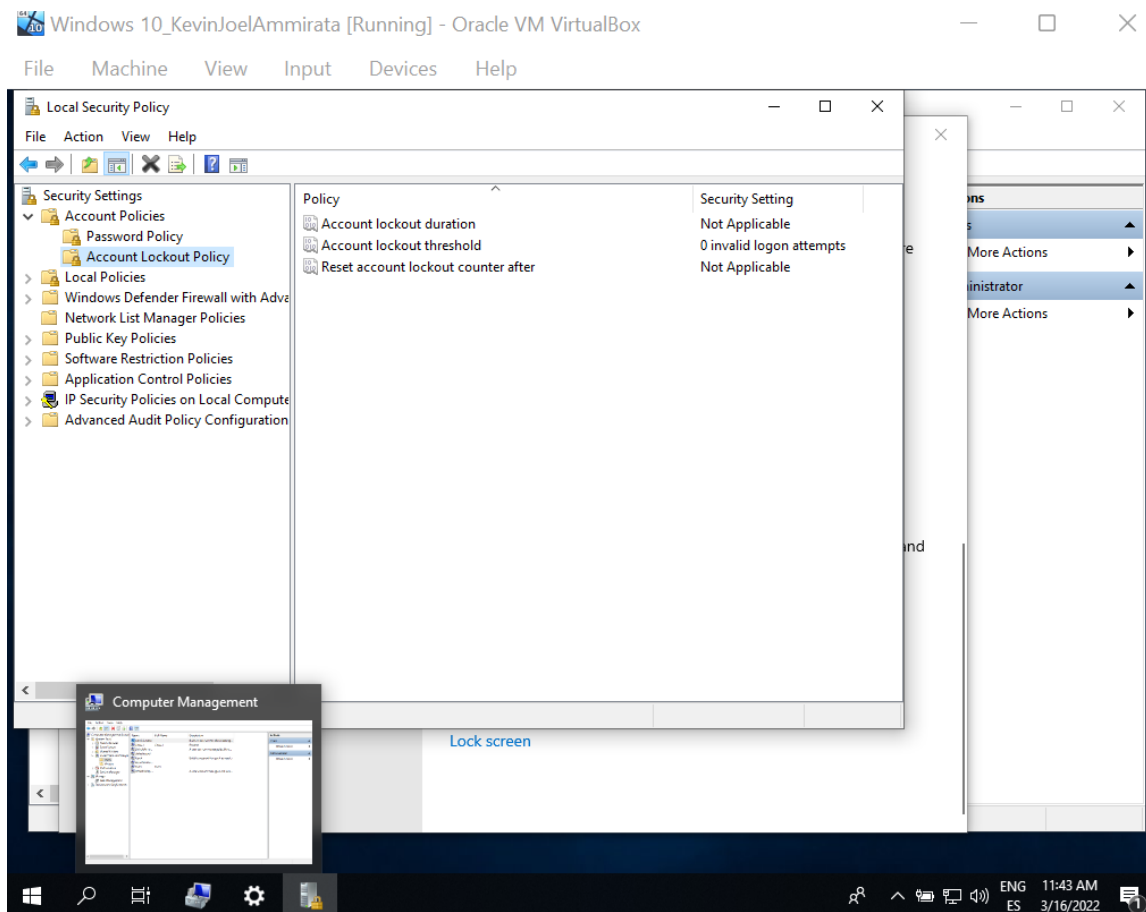 Windows 10_KevinJoelAmmirata [Running] - Oracle VM VirtualBox
File Machine View Input Devices Help
Local Security Policy
File Action View Help
Security Settings
Account Policies
Password Policy
Account Lockout Policy
Local Policies
Windows Defender Firewall with Adva
Network List Manager Policies
Public Key Policies
Software Restriction Policies
Application Control Policies
IP Security Policies on Local Compute
Advanced Audit Policy Configuration
Policy Security Setting
Account lockout duration Not Applicable
Account lockout threshold 0 invalid logon attempts
Reset account lockout counter after Not Applicable
ons
s
More Actions
inistrator
More Actions
re
and
Computer Management
Lock screen
ENG 11:43 AM
ES 3/16/2022